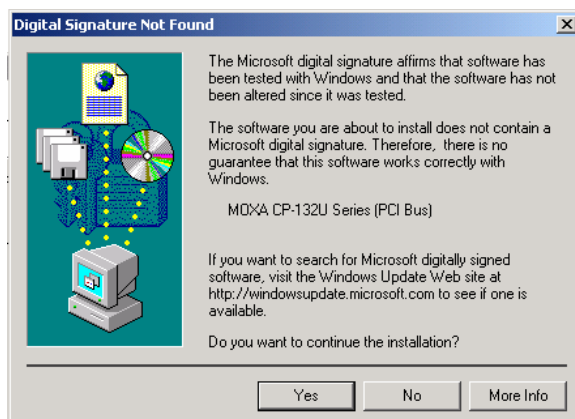 Digital Signature Not Found
The Microsoft digital signature affirms that software has
been tested with Windows and that the software has not
been altered since it was tested.
The software you are about to install does not contain a
Microsoft digital signature. Therefore, there is no
guarantee that this software works correctly with
Windows.
MOXA CP-132U Series (PCI Bus)
If you want to search for Microsoft digitally signed
software, visit the Windows Update Web site at
http://windowsupdate.microsoft.com to see if one is
available.
Do you want to continue the installation?
Yes No More Info